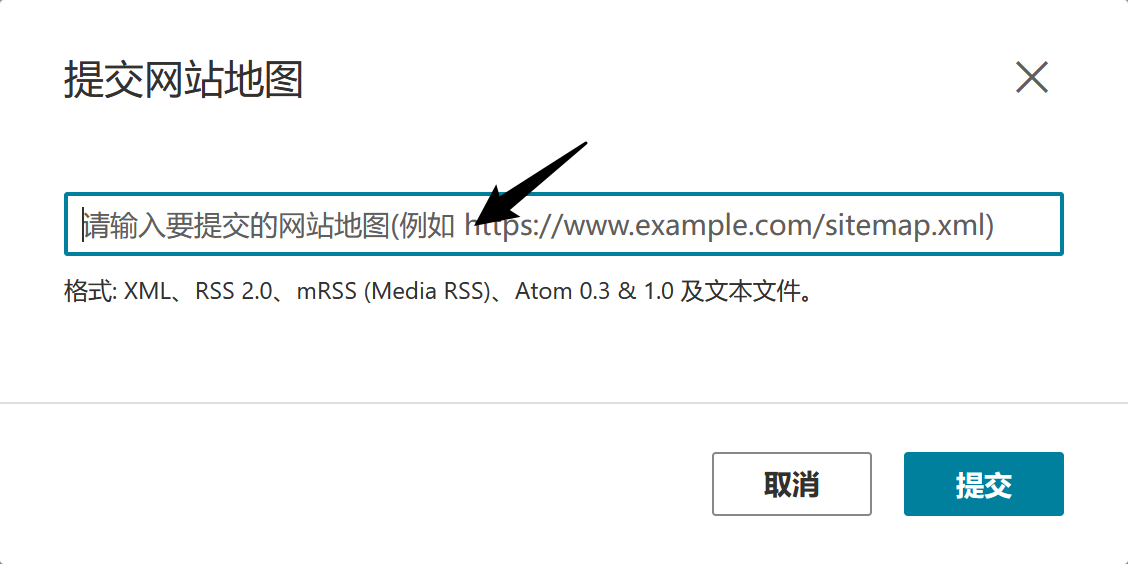 提交网站地图
请输入要提交的网站地图(例如 https://www.example.com/sitemap.xml)
格式: XML、RSS 2.0、mRSS (Media RSS)、Atom 0.3 & 1.0 及文本文件。
取消
提交